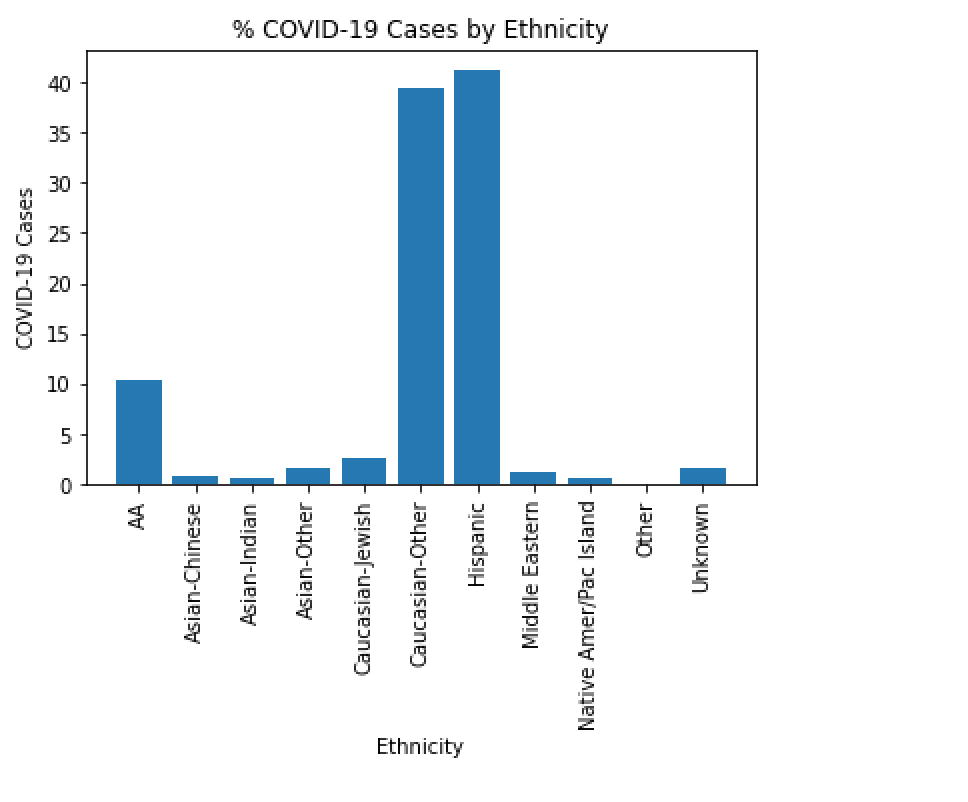 % COVID-19 Cases by Ethnicity
COVID-19 Cases
40
35
30
25
20
15
10
5
0
AA
Asian-Chinese
Asian-Indian
Asian-Other
Caucasian-Jewish
Caucasian-Other
Hispanic
Middle Eastern
Native Amer/Pac Island
Other
Unknown
Ethnicity